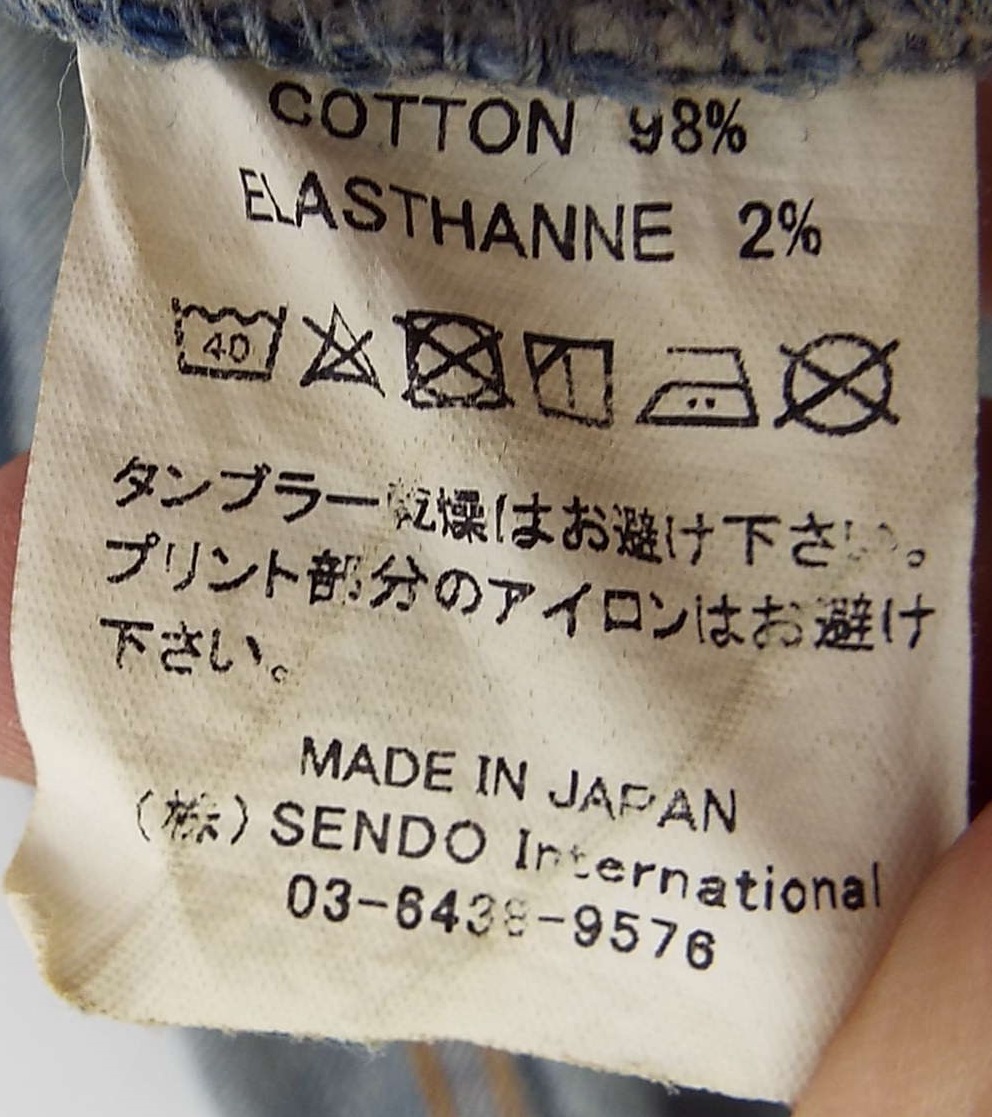 COTTON 98%
ELASTHANNE 2%
40
タンブラー乾燥はお避け下さい。
プリント部分のアイロンはお避け
下さい。
MADE IN JAPAN
(株) SENDO International
03-6438-9576